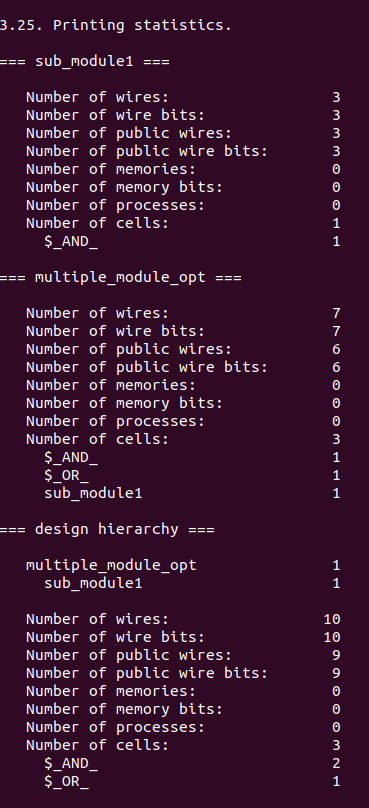 3.25. Printing statistics.
=== sub_module1 ===
Number of wires: 3
Number of wire bits: 3
Number of public wires: 3
Number of public wire bits: 3
Number of memories: 0
Number of memory bits: 0
Number of processes: 0
Number of cells: 1
$_AND_ 1
=== multiple_module_opt ===
Number of wires: 7
Number of wire bits: 7
Number of public wires: 6
Number of public wire bits: 6
Number of memories: 0
Number of memory bits: 0
Number of processes: 0
Number of cells: 3
$_AND_ 1
$_OR_ 1
sub_module1 1
=== design hierarchy ===
multiple_module_opt 1
sub_module1 1
Number of wires: 10
Number of wire bits: 10
Number of public wires: 9
Number of public wire bits: 9
Number of memories: 0
Number of memory bits: 0
Number of processes: 0
Number of cells: 3
$_AND_ 2
$_OR_ 1